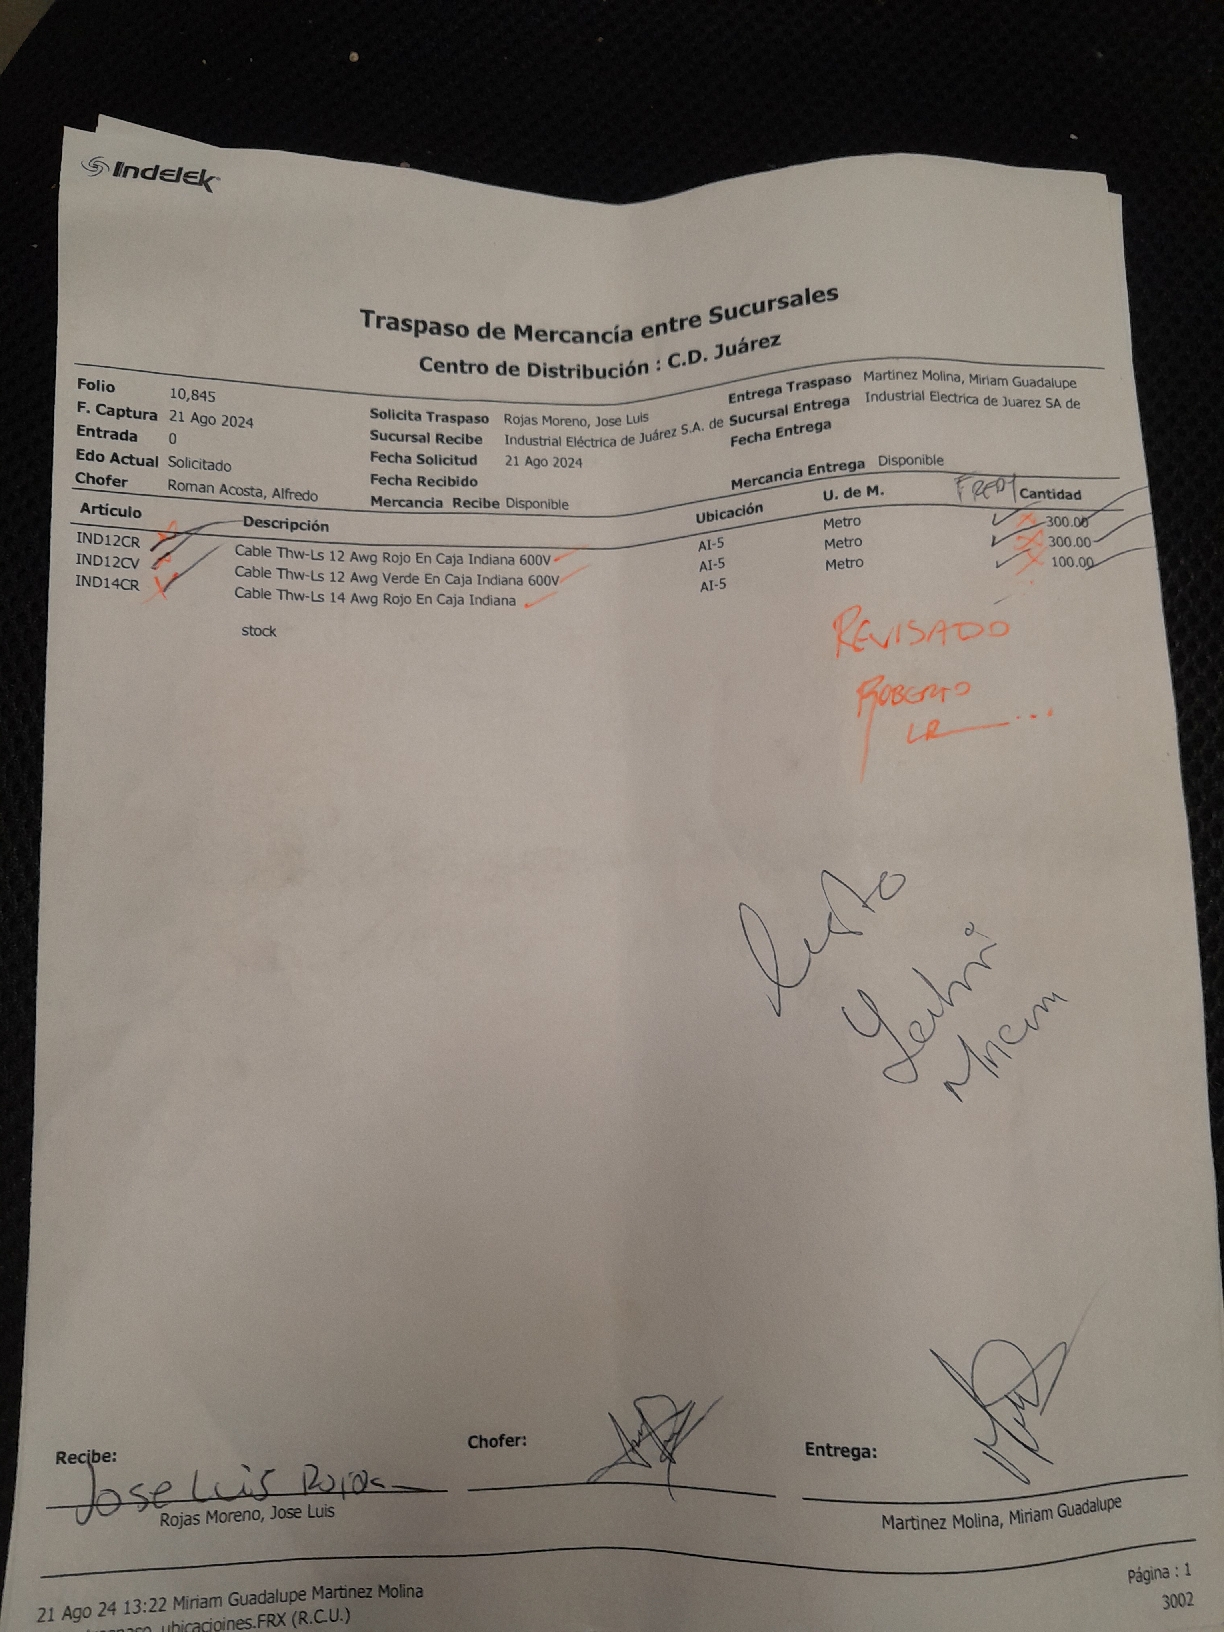 Indelek
Traspaso de Mercancía entre Sucursales
Centro de Distribución : C.D. Juárez
Folio 10,845
F. Captura 21 Ago 2024
Entrada 0
Edo Actual Solicitado
Chofer Roman Acosta, Alfredo
Solicita Traspaso Rojas Moreno, Jose Luis
Sucursal Recibe Industrial Eléctrica de Juárez S.A. de
Fecha Solicitud 21 Ago 2024
Fecha Recibido
Mercancia Recibe Disponible
Entrega Traspaso Martinez Molina, Miriam Guadalupe
Sucursal Entrega Industrial Electrica de Juarez SA de
Fecha Entrega
Mercancia Entrega Disponible
Artículo Descripción Ubicación U. de M. FREDY Cantidad
IND12CR Cable Thw-Ls 12 Awg Rojo En Caja Indiana 600V AI-5 Metro 300.00
IND12CV Cable Thw-Ls 12 Awg Verde En Caja Indiana 600V AI-5 Metro 300.00
IND14CR Cable Thw-Ls 14 Awg Rojo En Caja Indiana AI-5 Metro 100.00
stock
REVISADO
ROBERTO
LR
Miriam
Recibe: Jose Luis Rojas
Rojas Moreno, Jose Luis
Chofer:
Entrega:
Martinez Molina, Miriam Guadalupe
21 Ago 24 13:22 Miriam Guadalupe Martinez Molina
ubicacioines.FRX (R.C.U.)
Página : 1
3002